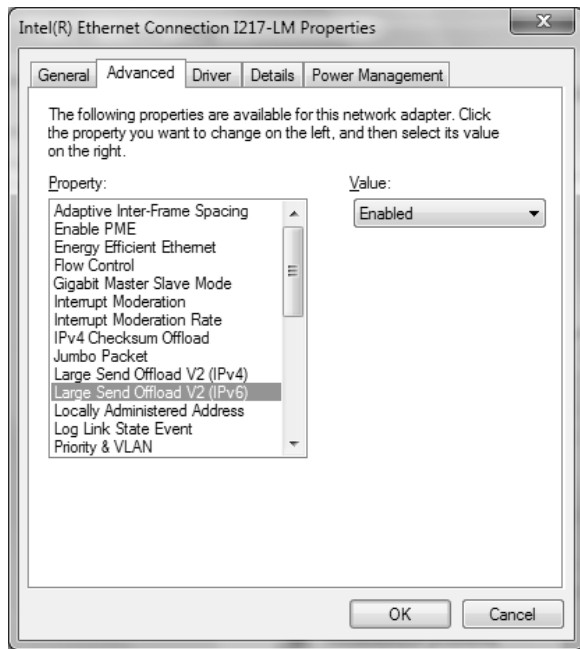 Intel(R) Ethernet Connection I217-LM Properties
General Advanced Driver Details Power Management
The following properties are available for this network adapter. Click
the property you want to change on the left, and then select its value
on the right.
Property:
Value:
Adaptive Inter-Frame Spacing
Enabled
Enable PME
Energy Efficient Ethernet
Flow Control
Gigabit Master Slave Mode
Interrupt Moderation
Interrupt Moderation Rate
IPv4 Checksum Offload
Jumbo Packet
Large Send Offload V2 (IPv4)
Large Send Offload V2 (IPv6)
Locally Administered Address
Log Link State Event
Priority & VLAN
OK Cancel